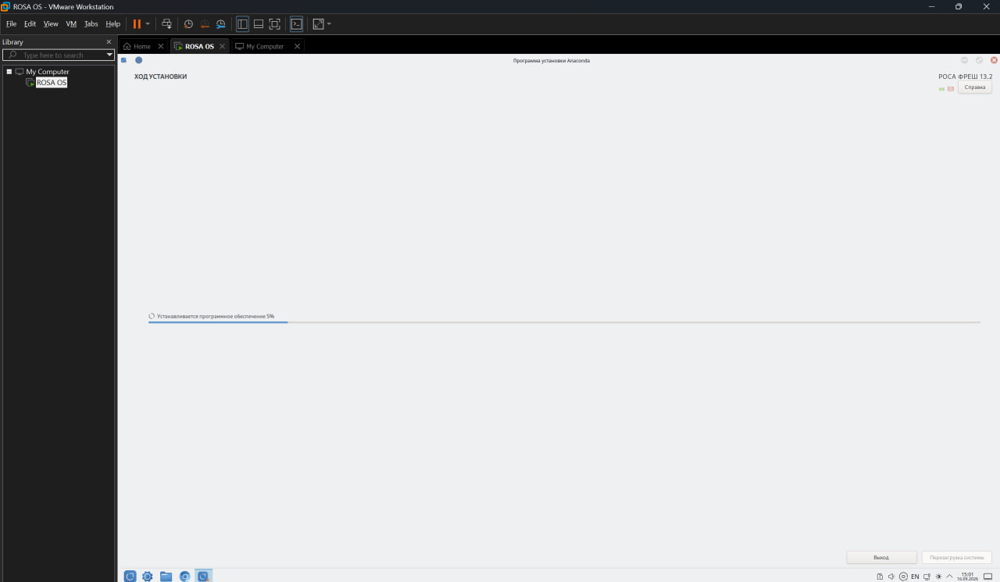 ROSA OS - VMware Workstation
File Edit View VM Tabs Help
Library
Type here to search
My Computer
ROSA OS
Home
ROSA OS
My Computer
Программа установки Anaconda
ХОД УСТАНОВКИ
РОСА ФРЕШ 13.2
us
Справка
Устанавливается программное обеспечение 5%
Выход
Перезагрузка системы
EN
15:01
16.09.2026